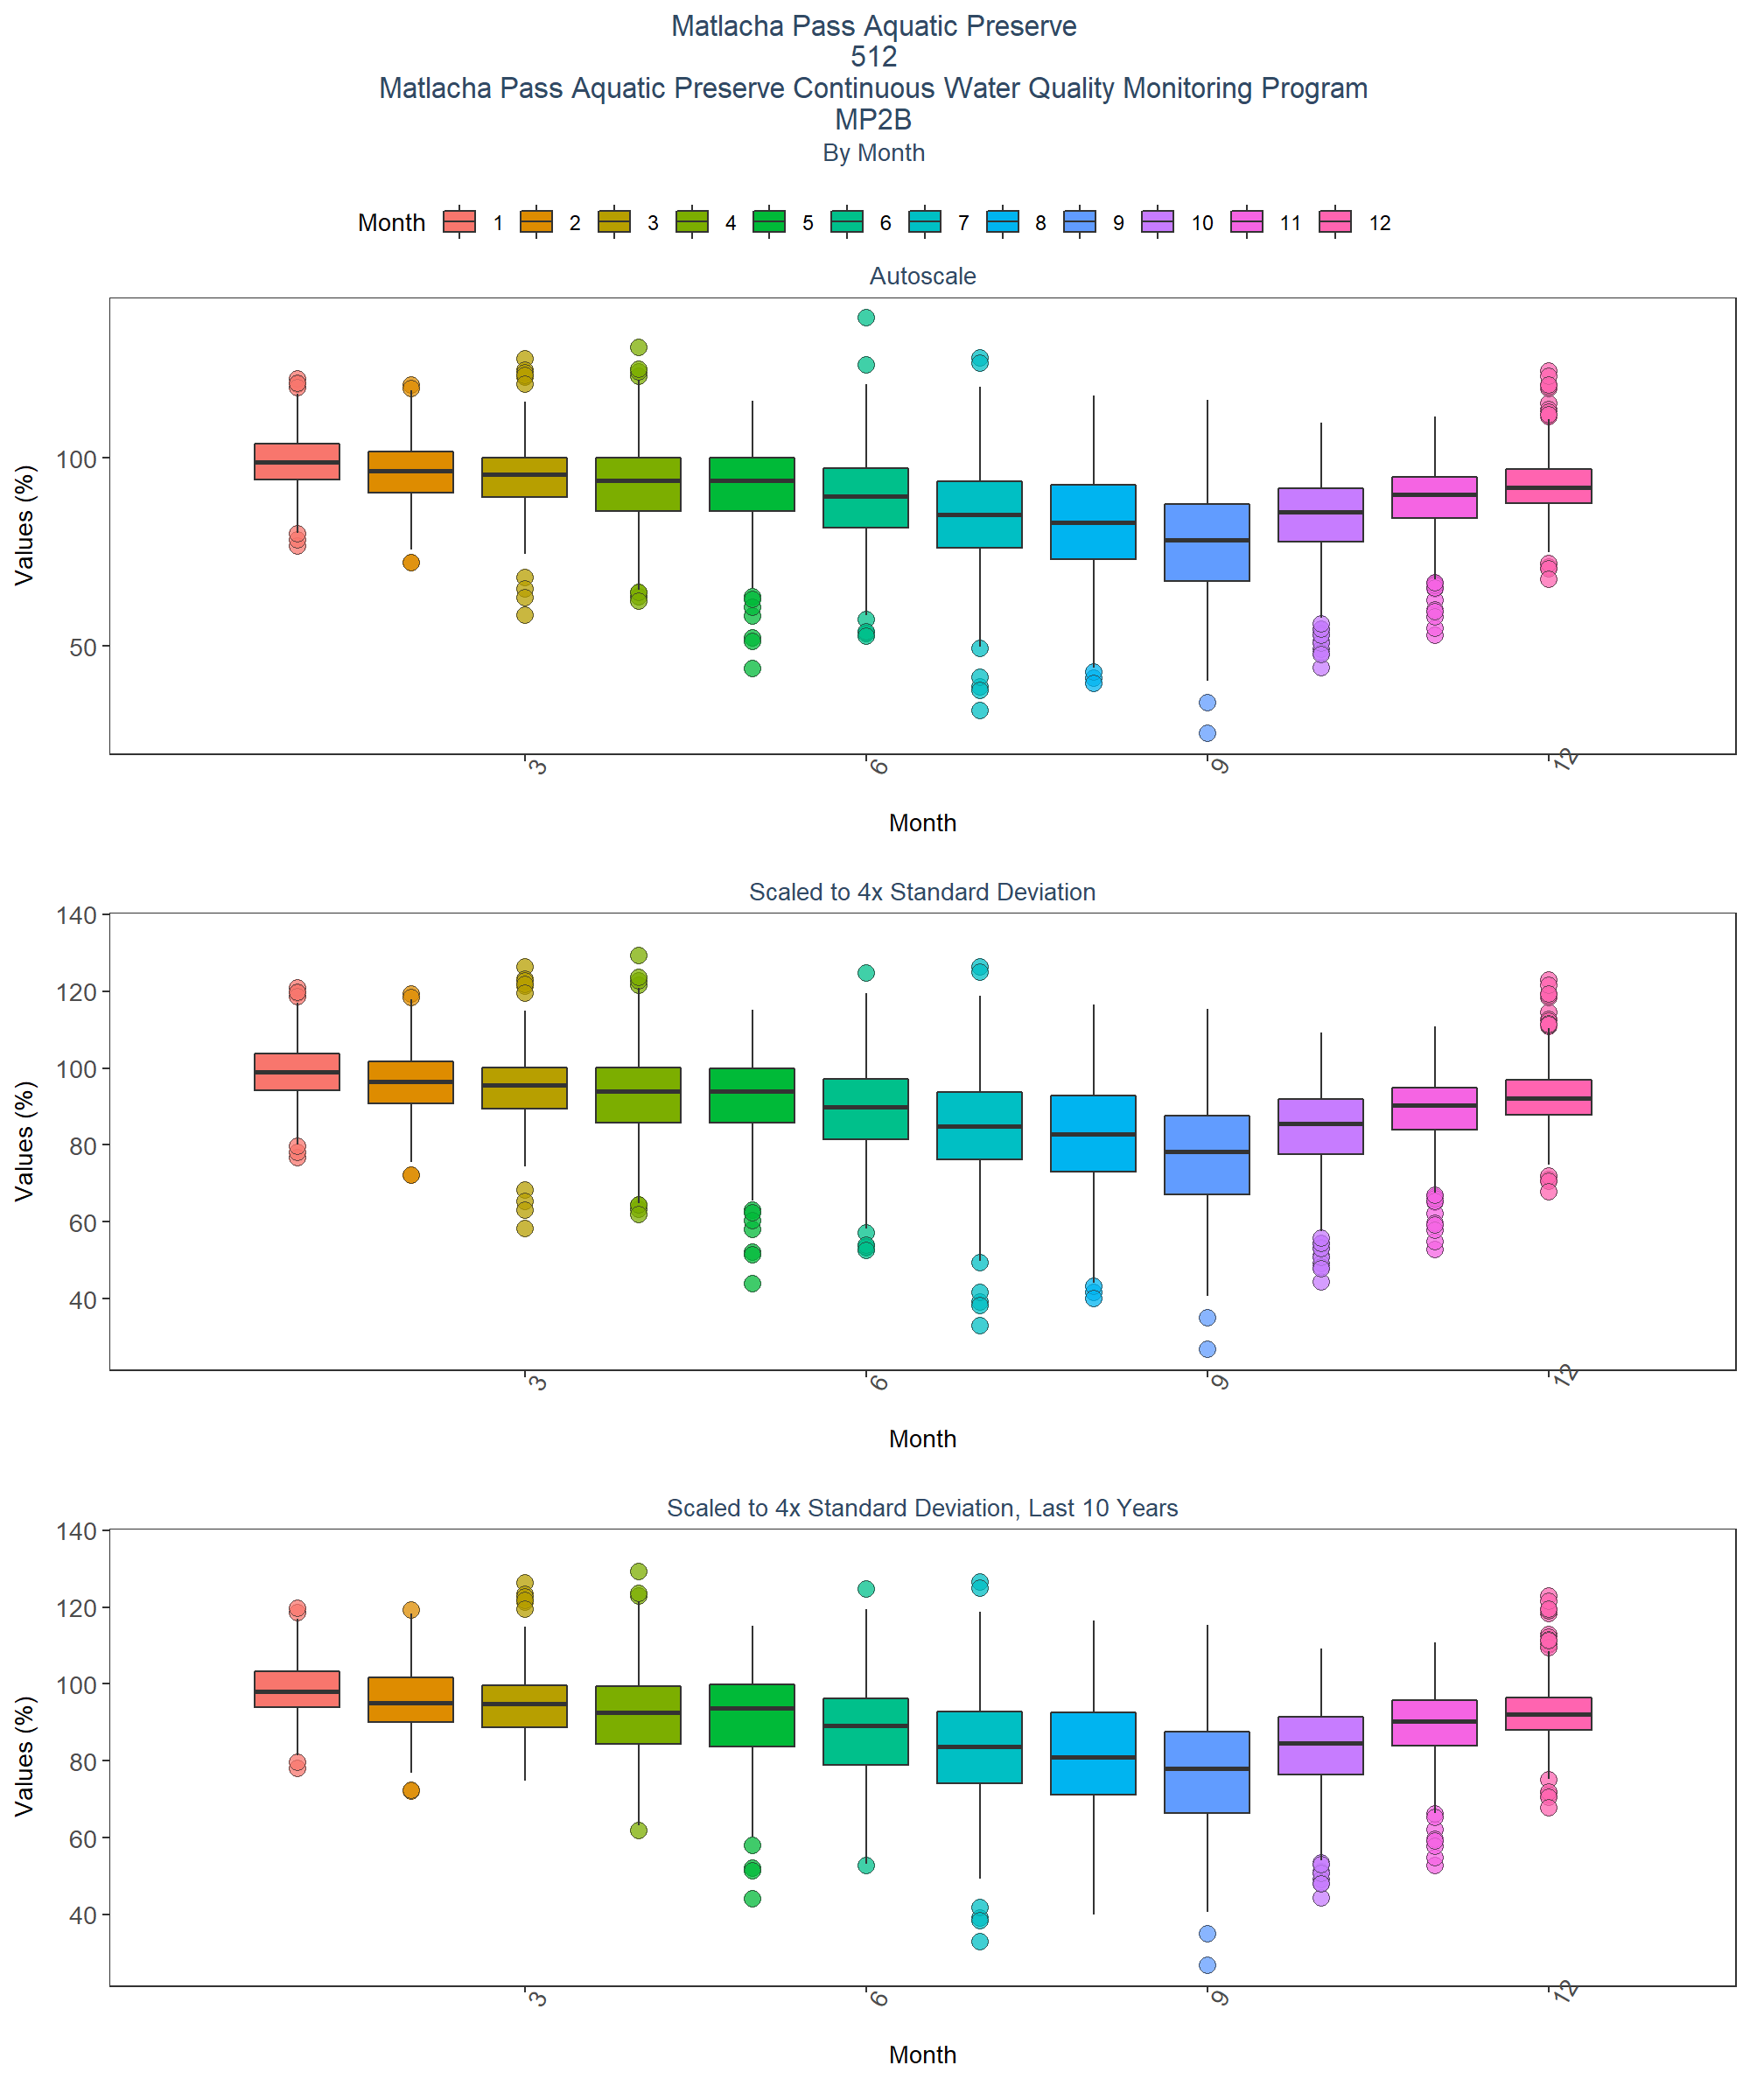 Matlacha Pass Aquatic Preserve
512
Matlacha Pass Aquatic Preserve Continuous Water Quality Monitoring Program
MP2B
By Month
Month 1 2 3 4 5 6 7 8 9 10 11 12
Autoscale
Values (%)
100
50
3 6 9 12
Month
Scaled to 4x Standard Deviation
Values (%)
140
120
100
80
60
40
3 6 9 12
Month
Scaled to 4x Standard Deviation, Last 10 Years
Values (%)
140
120
100
80
60
40
3 6 9 12
Month